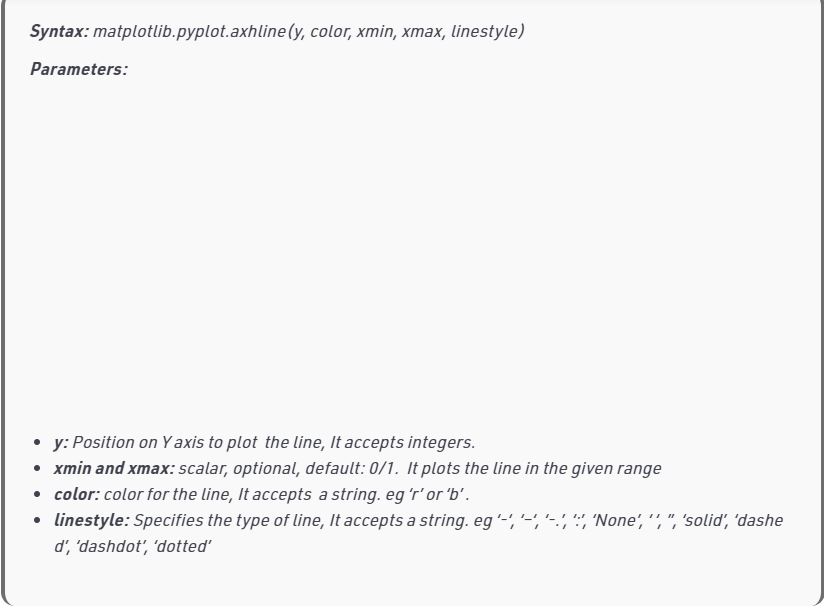 Syntax: matplotlib.pyplot.axhline(y, color, xmin, xmax, linestyle)
Parameters:
• y: Position on Y axis to plot  the line, It accepts integers.
• xmin and xmax: scalar, optional, default: 0/1.  It plots the line in the given range
• color: color for the line, It accepts  a string. eg ‘r’ or ‘b’ .
• linestyle: Specifies the type of line, It accepts a string. eg ‘-‘, ‘–‘, ‘-.’, ‘:’, ‘None’, ‘ ‘, ”, ‘solid’, ‘dashe
d’, ‘dashdot’, ‘dotted’